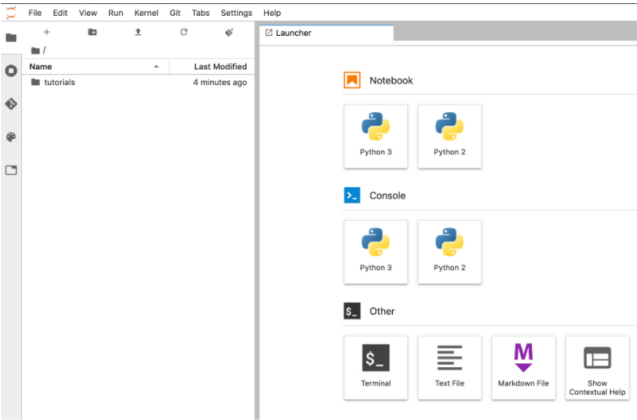 File Edit View Run Kernel Git Tabs Settings Help
Launcher
/
Name Last Modified
tutorials 4 minutes ago
Notebook
Python 3 Python 2
Console
>_
Python 3 Python 2
$_ Other
$_ M
Terminal Text File Markdown File Show
Contextual Help